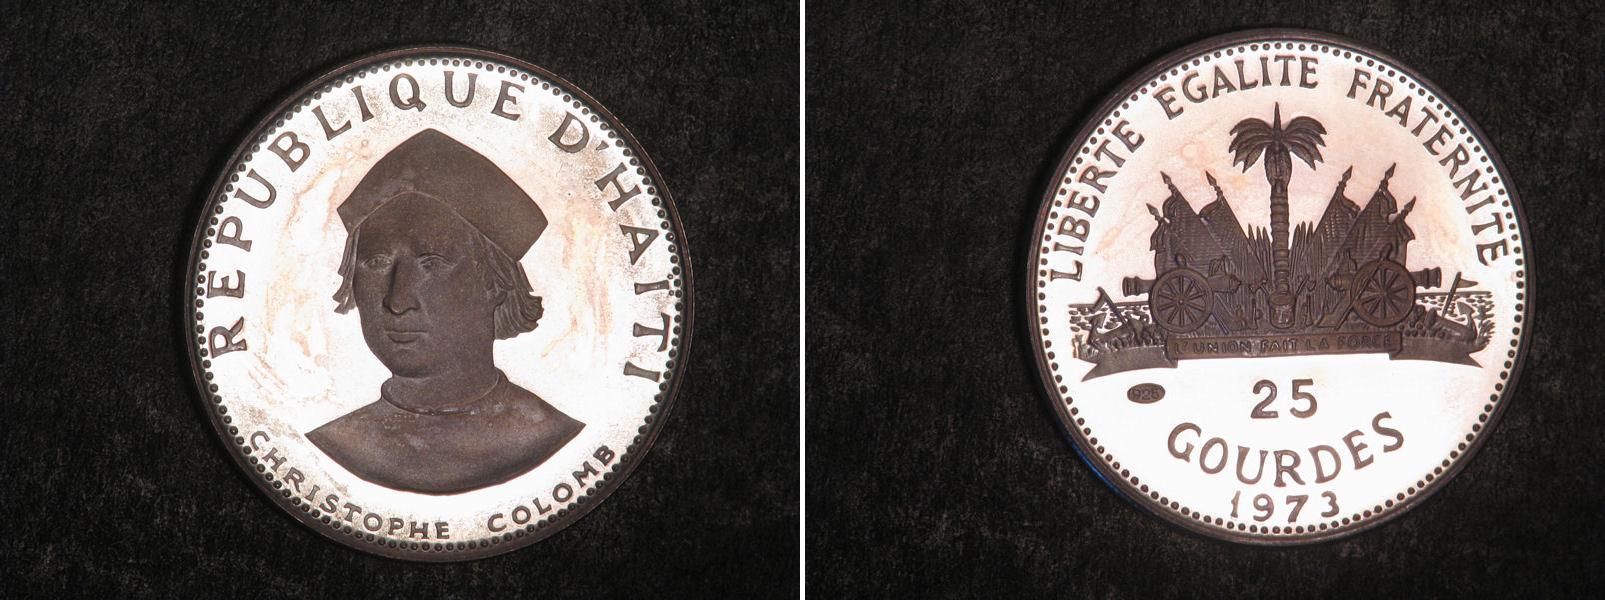 REPUBLIQUE D'HAITI
CHRISTOPHE COLOMB
LIBERTE EGALITE FRATERNITE
L'UNION FAIT LA FORCE
925
25
GOURDES
1973